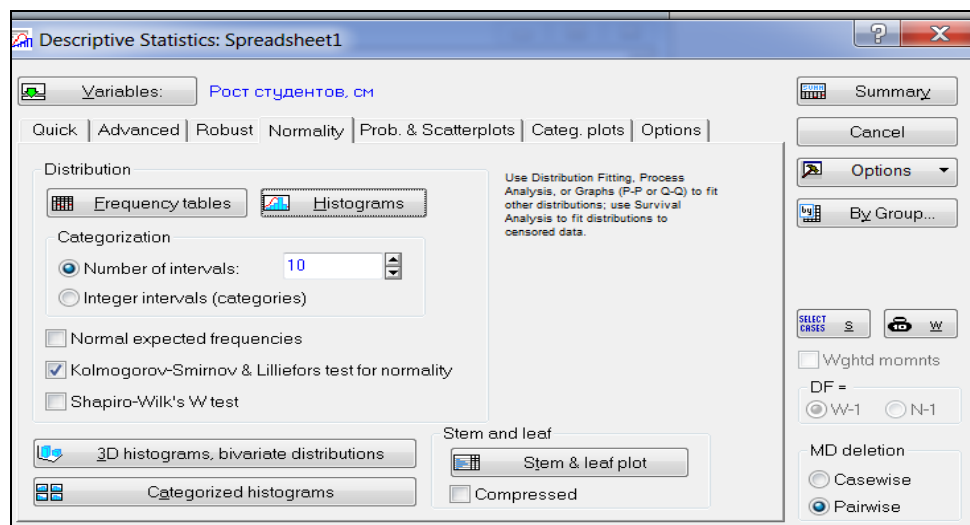 Descriptive Statistics: Spreadsheet1
? X
Variables: Рост студентов, см
Quick Advanced Robust Normality Prob. & Scatterplots Categ. plots Options
Distribution
Frequency tables Histograms
Categorization
Number of intervals: 10
Integer intervals (categories)
Normal expected frequencies
Kolmogorov-Smirnov & Lilliefors test for normality
Shapiro-Wilk's W test
Use Distribution Fitting, Process
Analysis, or Graphs (P-P or Q-Q) to fit
other distributions; use Survival
Analysis to fit distributions to
censored data.
3D histograms, bivariate distributions
Categorized histograms
Stem and leaf
Stem & leaf plot
Compressed
Summary
Cancel
Options
By Group...
SELECT
CASES S W
Wghtd momnts
DF =
W-1 N-1
MD deletion
Casewise
Pairwise